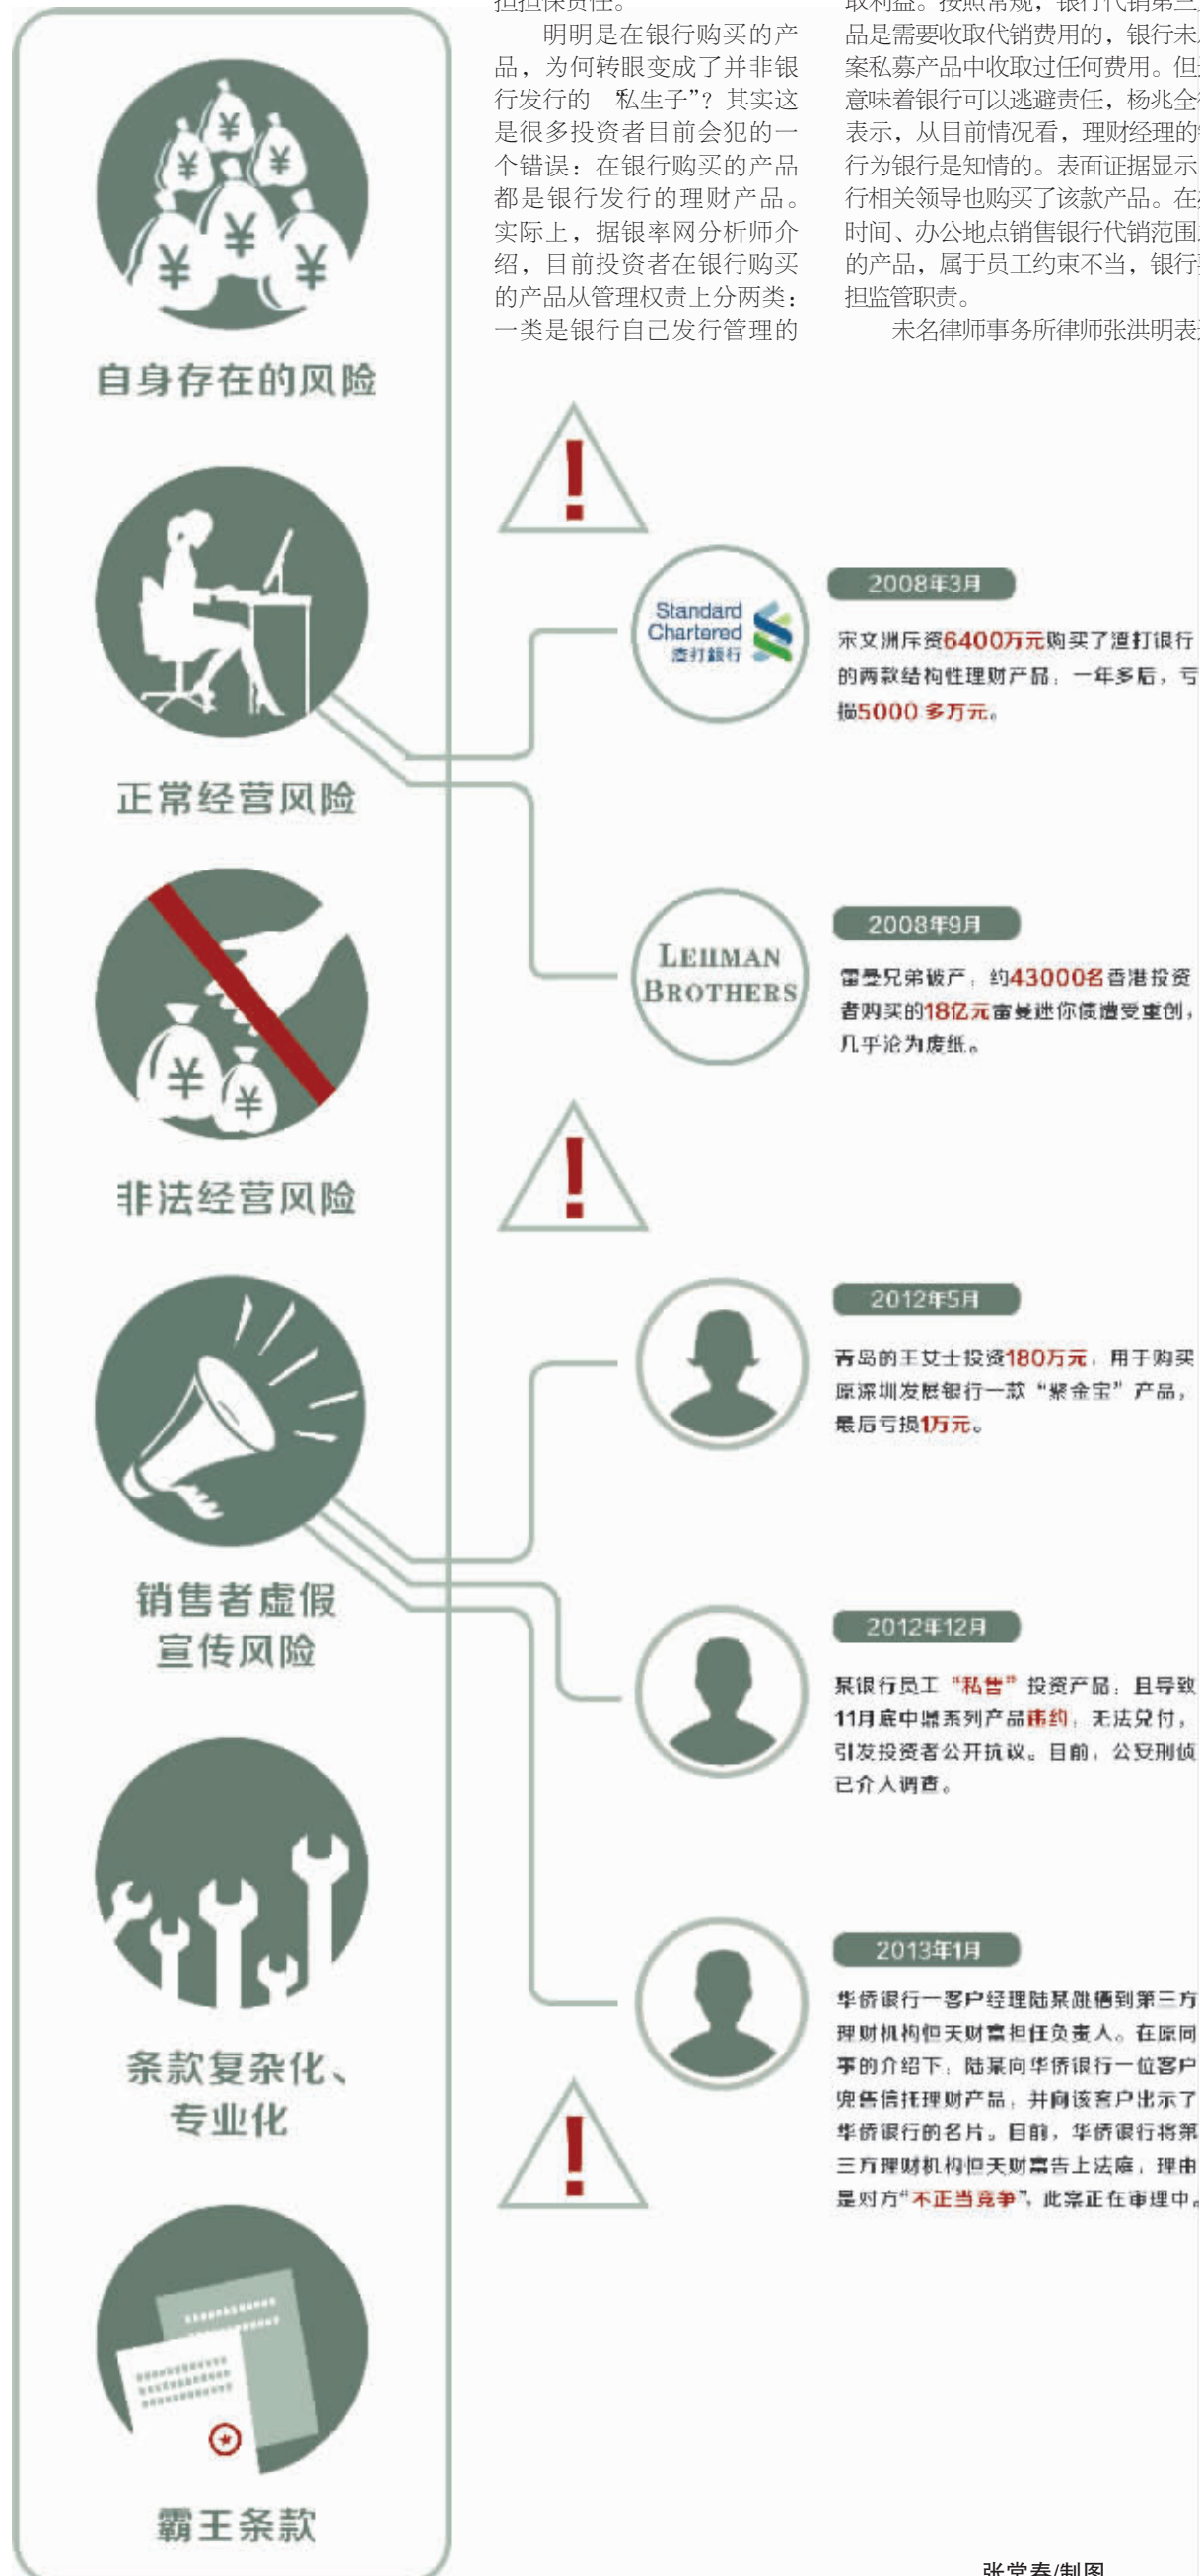 担担保责任。
明明是在银行购买的产
品，为何转眼变成了并非银
行发行的 “私生子”？其实这
是很多投资者目前会犯的一
个错误：在银行购买的产品
都是银行发行的理财产品。
实际上，据银率网分析师介
绍，目前投资者在银行购买
的产品从管理权责上分两类：
一类是银行自己发行管理的
取利益。按照常规，银行代销第三
品是需要收取代销费用的，银行未
案私募产品中收取过任何费用。但
意味着银行可以逃避责任，杨兆全
表示，从目前情况看，理财经理的
行为银行是知情的。表面证据显示
行相关领导也购买了该款产品。在
时间、办公地点销售银行代销范围
的产品，属于员工约束不当，银行
担监管职责。
未名律师事务所律师张洪明表
自身存在的风险
正常经营风险
Standard
Chartered
渣打銀行
2008年3月
宋文洲斥资6400万元购买了渣打银行
的两款结构性理财产品，一年多后，亏
损5000 多万元。
LEHMAN
BROTHERS
2008年9月
雷曼兄弟破产，约43000名香港投资
者购买的18亿元雷曼迷你债遭受重创，
几乎沦为废纸。
非法经营风险
销售者虚假
宣传风险
2012年5月
青岛的王女士投资180万元，用于购买
原深圳发展银行一款“聚金宝”产品，
最后亏损1万元。
2012年12月
某银行员工“私售”投资产品，且导致
11月底中鼎系列产品违约，无法兑付，
引发投资者公开抗议。目前，公安刑侦
已介入调查。
2013年1月
华侨银行一客户经理陆某跳槽到第三方
理财机构恒天财富担任负责人。在原同
事的介绍下，陆某向华侨银行一位客户
兜售信托理财产品，并向该客户出示了
华侨银行的名片。目前，华侨银行将第
三方理财机构恒天财富告上法庭，理由
是对方“不正当竞争”，此案正在审理中。
条款复杂化、
专业化
霸王条款
张常春/制图